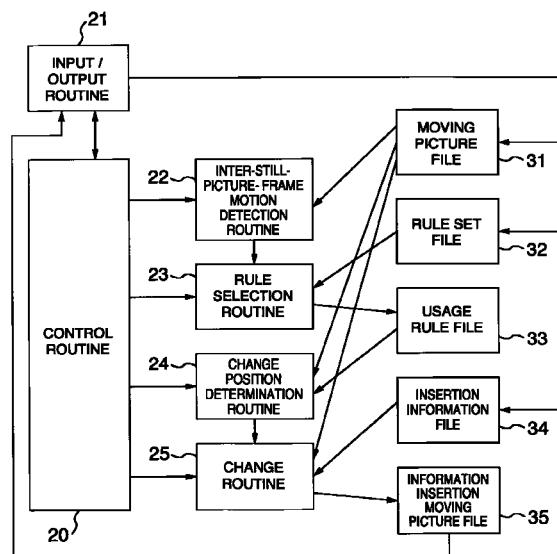 21
INPUT /
OUTPUT
ROUTINE
22
INTER-STILL-
PICTURE- FRAME
MOTION
DETECTION
ROUTINE
MOVING
PICTURE
FILE
31
RULE SET
FILE
32
23
RULE
SELECTION
ROUTINE
CONTROL
ROUTINE
USAGE
RULE FILE
33
24
CHANGE
POSITION
DETERMINATION
ROUTINE
INSERTION
INFORMATION
FILE
34
25
CHANGE
ROUTINE
INFORMATION
INSERTION
MOVING
PICTURE FILE
35
20